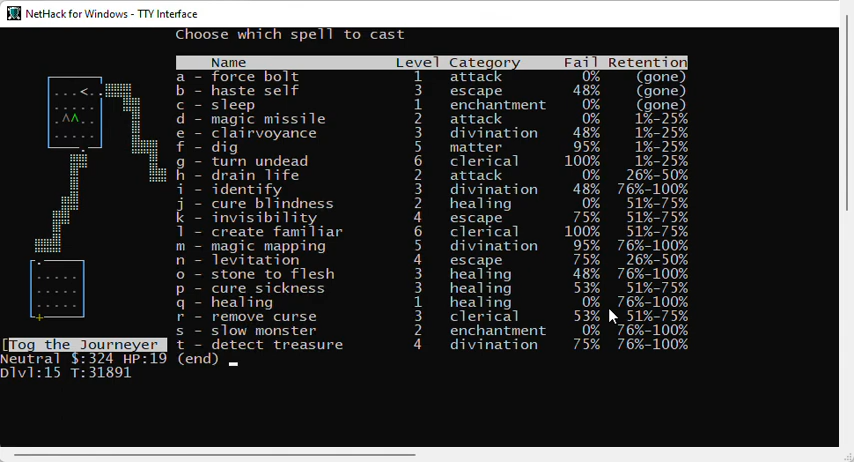 NetHack for Windows - TTY Interface
Choose which spell to cast
Name Level Category Fail Retention
a - force bolt 1 attack 0% (gone)
b - haste self 3 escape 48% (gone)
c - sleep 1 enchantment 0% (gone)
d - magic missile 2 attack 0% 1%-25%
e - clairvoyance 3 divination 48% 1%-25%
f - dig 5 matter 95% 1%-25%
g - turn undead 6 clerical 100% 1%-25%
h - drain life 2 attack 0% 26%-50%
i - identify 3 divination 48% 76%-100%
j - cure blindness 2 healing 0% 51%-75%
k - invisibility 4 escape 75% 51%-75%
l - create familiar 6 clerical 100% 51%-75%
m - magic mapping 5 divination 95% 76%-100%
n - levitation 4 escape 75% 26%-50%
o - stone to flesh 3 healing 48% 76%-100%
p - cure sickness 3 healing 53% 51%-75%
q - healing 1 healing 0% 76%-100%
r - remove curse 3 clerical 53% 51%-75%
s - slow monster 2 enchantment 0% 76%-100%
t - detect treasure 4 divination 75% 76%-100%
[Tog the Journeyer
Neutral $:324 HP:19 (end)
Dlvl:15 T:31891